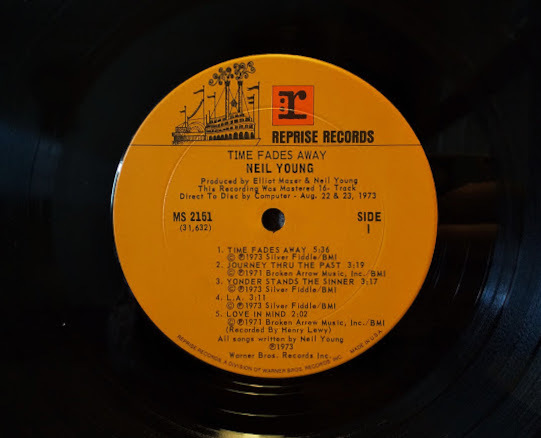 r
REPRISE RECORDS
TIME FADES AWAY
NEIL YOUNG
Produced by Elliot Mazer & Neil Young
This Recording Was Mastered 16- Track
Direct To Disc by Computer - Aug. 22 & 23, 1973
MS 2151 SIDE
(31,632) 1
1. TIME FADES AWAY 5:36
© ℗1973 Silver Fiddle/BMI
2. JOURNEY THRU THE PAST 3:19
© ℗1971 Broken Arrow Music, Inc./BMI
3. YONDER STANDS THE SINNER 3:17
© ℗1973 Silver Fiddle/BMI
4. L.A. 3:11
© ℗1973 Silver Fiddle/BMI
5. LOVE IN MIND 2:02
© ℗1971 Broken Arrow Music, Inc./BMI
(Recorded By Henry Lewy)
All songs written by Neil Young
℗1973
Warner Bros. Records Inc.
REPRISE RECORDS, A DIVISION OF WARNER BROS. RECORDS INC. MADE IN U.S.A.